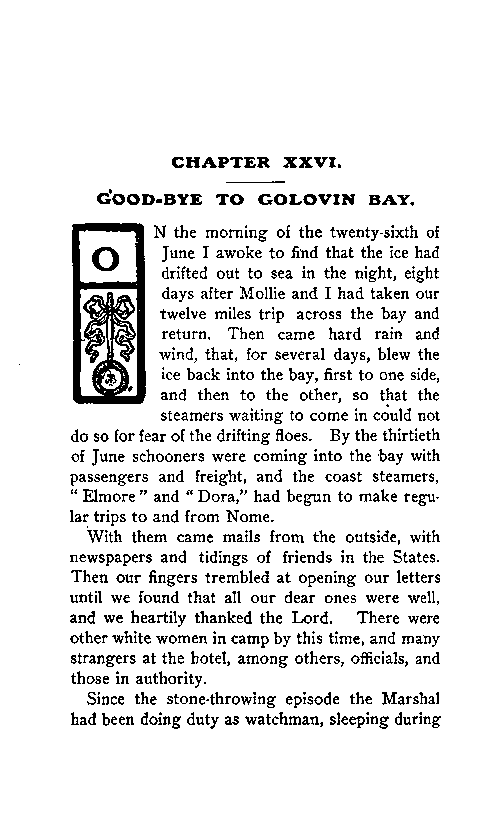 CHAPTER XXVI.
GOOD-BYE TO GOLOVIN BAY.
ON the morning of the twenty-sixth of
June I awoke to find that the ice had
drifted out to sea in the night, eight
days after Mollie and I had taken our
twelve miles trip across the bay and
return. Then came hard rain and
wind, that, for several days, blew the
ice back into the bay, first to one side,
and then to the other, so that the
steamers waiting to come in could not
do so for fear of the drifting floes. By the thirtieth
of June schooners were coming into the bay with
passengers and freight, and the coast steamers,
" Elmore " and " Dora," had begun to make regu-
lar trips to and from Nome.
With them came mails from the outside, with
newspapers and tidings of friends in the States.
Then our fingers trembled at opening our letters
until we found that all our dear ones were well,
and we heartily thanked the Lord. There were
other white women in camp by this time, and many
strangers at the hotel, among others, officials, and
those in authority.
Since the stone-throwing episode the Marshal
had been doing duty as watchman, sleeping during